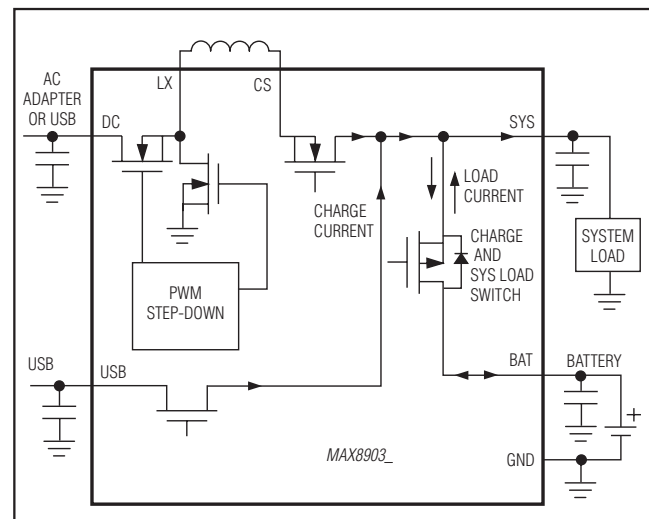 LX
CS
AC
ADAPTER
OR USB
DC
SYS
LOAD
CURRENT
CHARGE
CURRENT
CHARGE
AND
SYS LOAD
SWITCH
SYSTEM
LOAD
PWM
STEP-DOWN
USB
USB
BAT
BATTERY
+
MAX8903_
GND